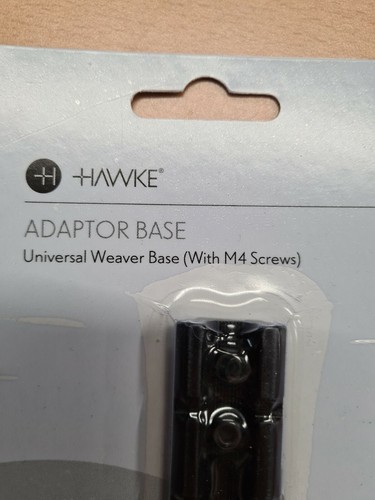 HAWKE®
ADAPTOR BASE
Universal Weaver Base (With M4 Screws)